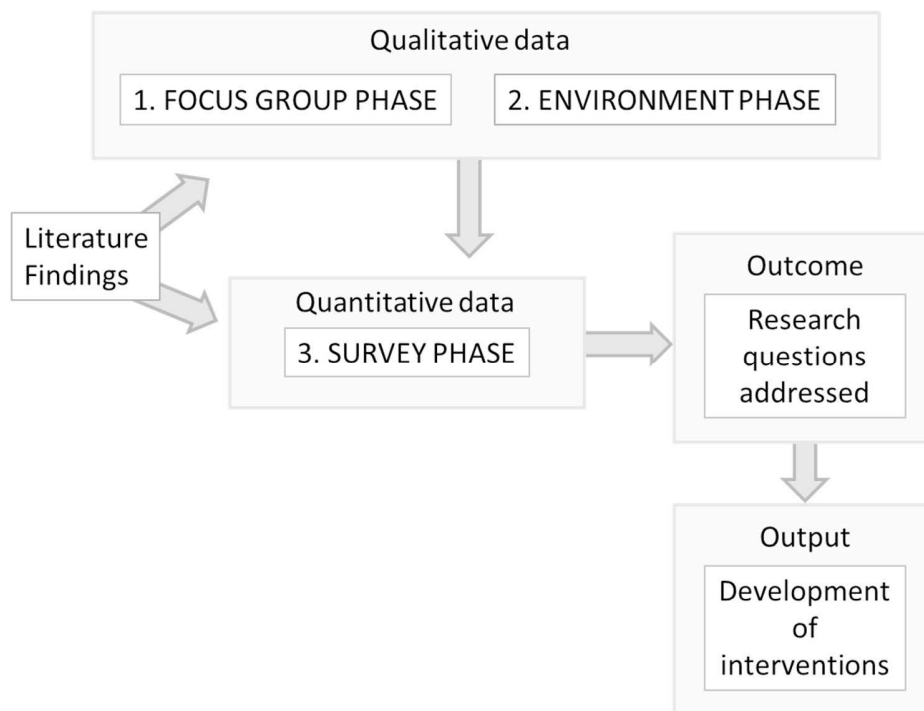 Qualitative data
1. FOCUS GROUP PHASE
2. ENVIRONMENT PHASE
Literature
Findings
Quantitative data
3. SURVEY PHASE
Outcome
Research
questions
addressed
Output
Development
of
interventions